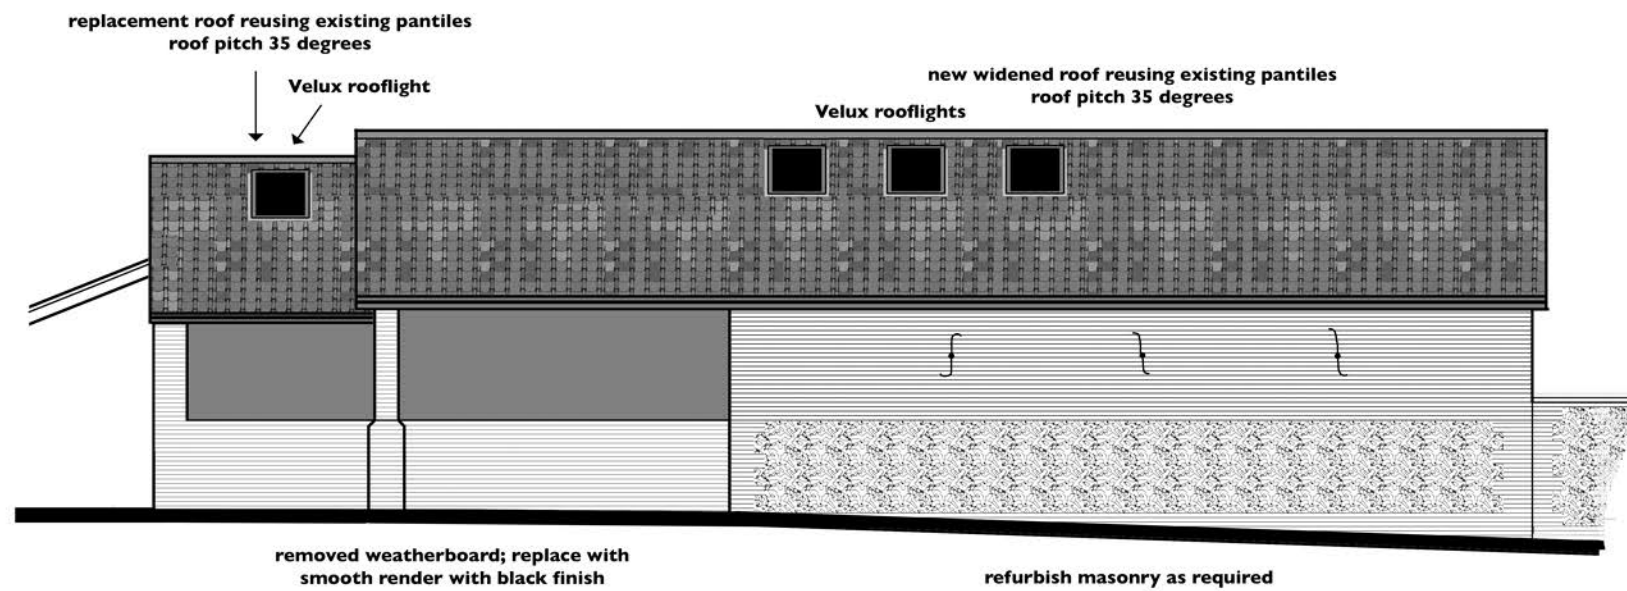 replacement roof reusing existing pantiles
roof pitch 35 degrees
Velux rooflight
new widened roof reusing existing pantiles
roof pitch 35 degrees
Velux rooflights
removed weatherboard; replace with
smooth render with black finish
refurbish masonry as required